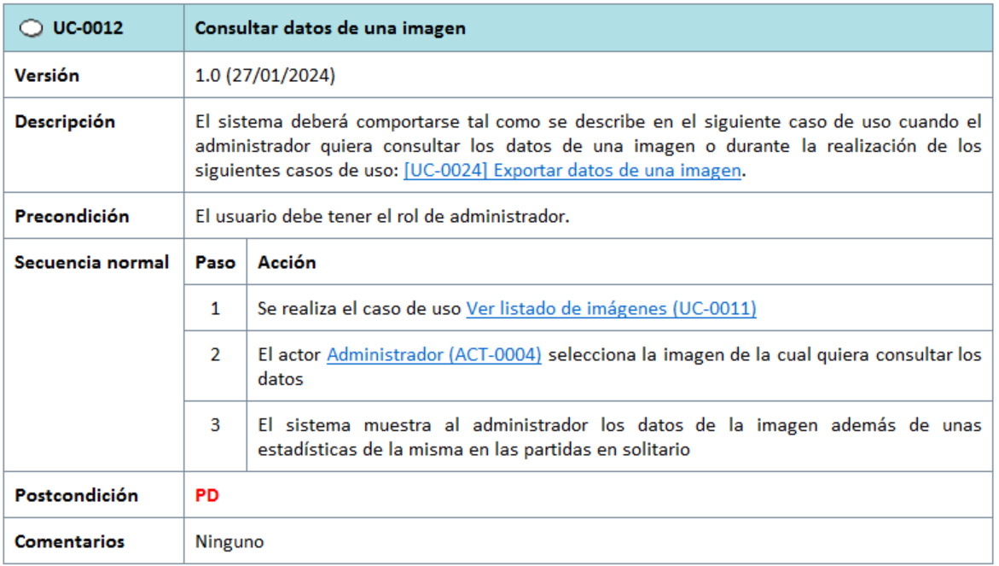 UC-0012 Consultar datos de una imagen
Versión 1.0 (27/01/2024)
Descripción El sistema deberá comportarse tal como se describe en el siguiente caso de uso cuando el
administrador quiera consultar los datos de una imagen o durante la realización de los
siguientes casos de uso: [UC-0024] Exportar datos de una imagen.
Precondición El usuario debe tener el rol de administrador.
Secuencia normal Paso Acción
1 Se realiza el caso de uso Ver listado de imágenes (UC-0011)
2 El actor Administrador (ACT-0004) selecciona la imagen de la cual quiera consultar los
datos
3 El sistema muestra al administrador los datos de la imagen además de unas
estadísticas de la misma en las partidas en solitario
Postcondición PD
Comentarios Ninguno